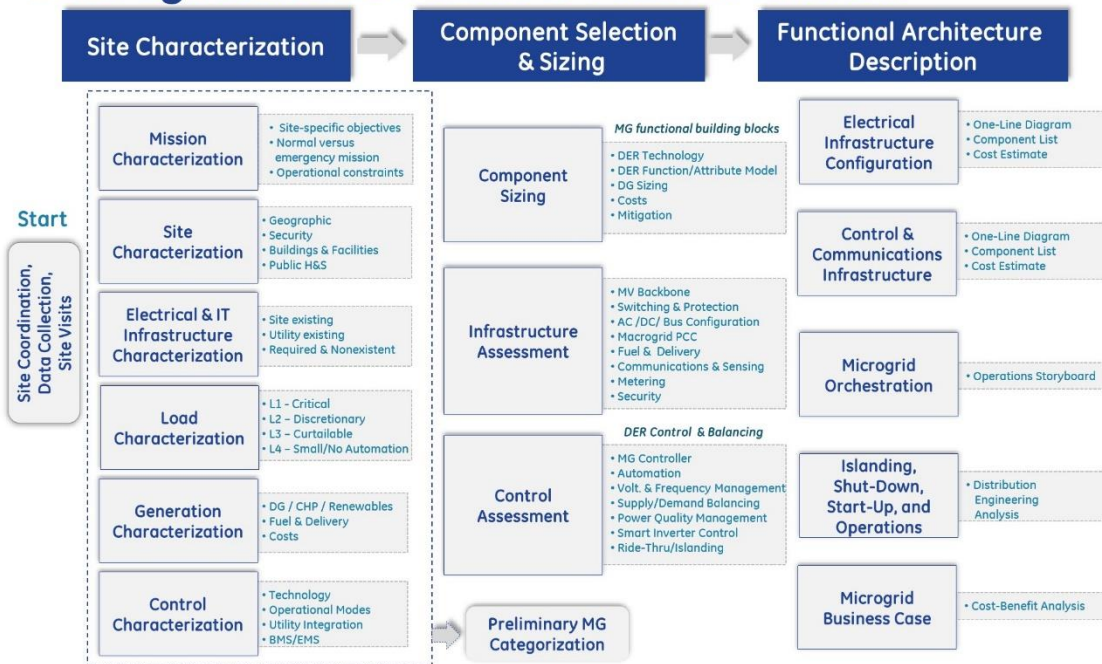 Site Characterization
Component Selection
& Sizing
Functional Architecture
Description
Start
Site Coordination,
Data Collection,
Site Visits
Mission
Characterization
• Site-specific objectives
• Normal versus
emergency mission
• Operational constraints
Site
Characterization
• Geographic
• Security
• Buildings & Facilities
• Public H&S
Electrical & IT
Infrastructure
Characterization
• Site existing
• Utility existing
• Required & Nonexistent
Load
Characterization
• L1 - Critical
• L2 – Discretionary
• L3 – Curtailable
• L4 – Small/No Automation
Generation
Characterization
• DG / CHP / Renewables
• Fuel & Delivery
• Costs
Control
Characterization
• Technology
• Operational Modes
• Utility Integration
• BMS/EMS
Preliminary MG
Categorization
MG functional building blocks
Component
Sizing
• DER Technology
• DER Function/Attribute Model
• DG Sizing
• Costs
• Mitigation
Infrastructure
Assessment
• MV Backbone
• Switching & Protection
• AC /DC/ Bus Configuration
• Macrogrid PCC
• Fuel & Delivery
• Communications & Sensing
• Metering
• Security
DER Control & Balancing
Control
Assessment
• MG Controller
• Automation
• Volt. & Frequency Management
• Supply/Demand Balancing
• Power Quality Management
• Smart Inverter Control
• Ride-Thru/Islanding
Electrical
Infrastructure
Configuration
• One-Line Diagram
• Component List
• Cost Estimate
Control &
Communications
Infrastructure
• One-Line Diagram
• Component List
• Cost Estimate
Microgrid
Orchestration
• Operations Storyboard
Islanding,
Shut-Down,
Start-Up, and
Operations
• Distribution
Engineering
Analysis
Microgrid
Business Case
• Cost-Benefit Analysis